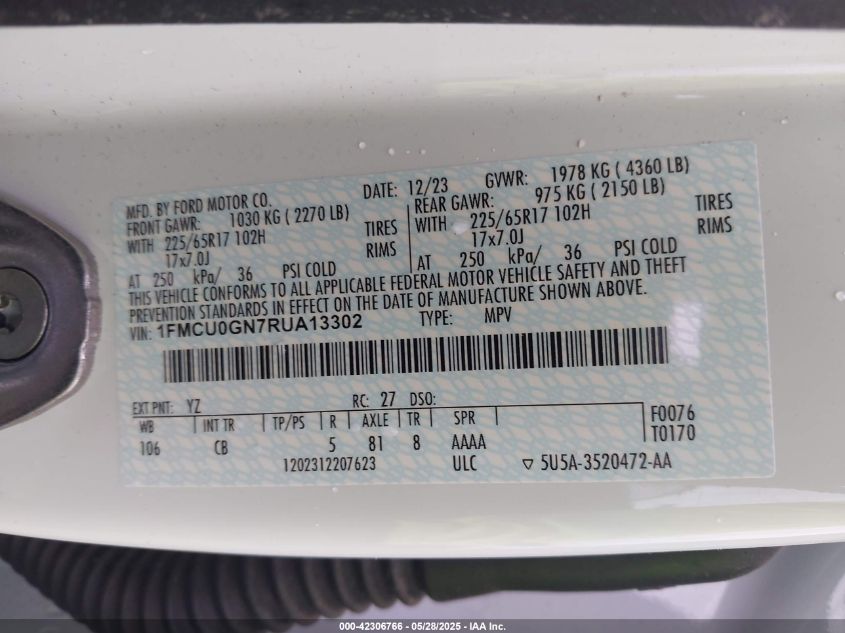 MFD. BY FORD MOTOR CO. DATE: 12/23 GVWR: 1978 KG ( 4360 LB)
FRONT GAWR: 1030 KG ( 2270 LB) REAR GAWR: 975 KG ( 2150 LB)
WITH 225/65R17 102H TIRES WITH 225/65R17 102H TIRES
17x7.0J RIMS 17x7.0J RIMS
AT 250 kPa/ 36 PSI COLD AT 250 kPa/ 36 PSI COLD
THIS VEHICLE CONFORMS TO ALL APPLICABLE FEDERAL MOTOR VEHICLE SAFETY AND THEFT
PREVENTION STANDARDS IN EFFECT ON THE DATE OF MANUFACTURE SHOWN ABOVE.
VIN: 1FMCU0GN7RUA13302 TYPE: MPV
EXT PNT: YZ RC: 27 DSO:
WB INT TR TP/PS R AXLE TR SPR F0076
106 CB 5 81 8 AAAA T0170
1202312207623 ULC ▽ 5U5A-3520472-AA
000-42306766 - 05/28/2025 - IAA Inc.